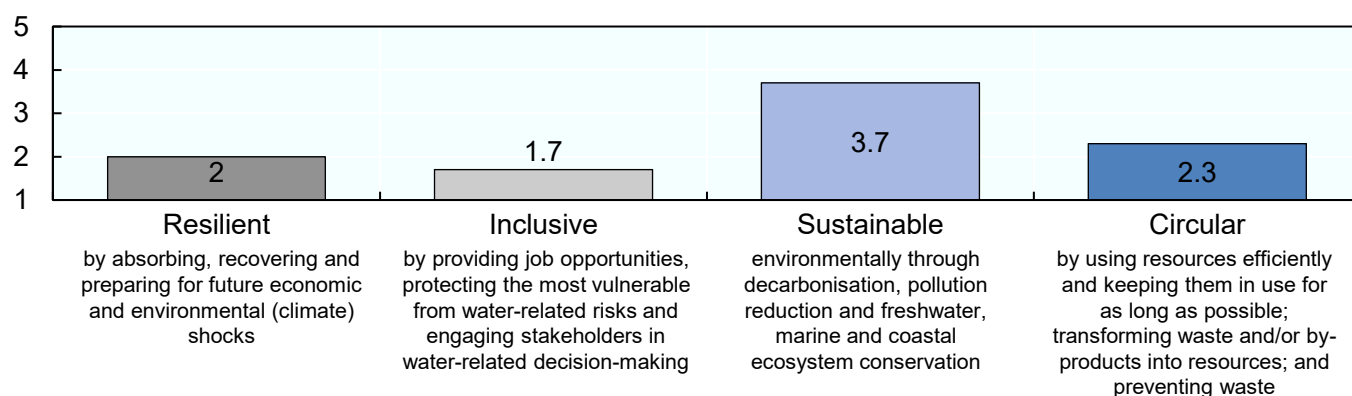 5
4
3
2
1
2
1.7
3.7
2.3
Resilient
by absorbing, recovering and
preparing for future economic
and environmental (climate)
shocks
Inclusive
by providing job opportunities,
protecting the most vulnerable
from water-related risks and
engaging stakeholders in
water-related decision-making
Sustainable
environmentally through
decarbonisation, pollution
reduction and freshwater,
marine and coastal
ecosystem conservation
Circular
by using resources efficiently
and keeping them in use for
as long as possible;
transforming waste and/or by-
products into resources; and
preventing waste